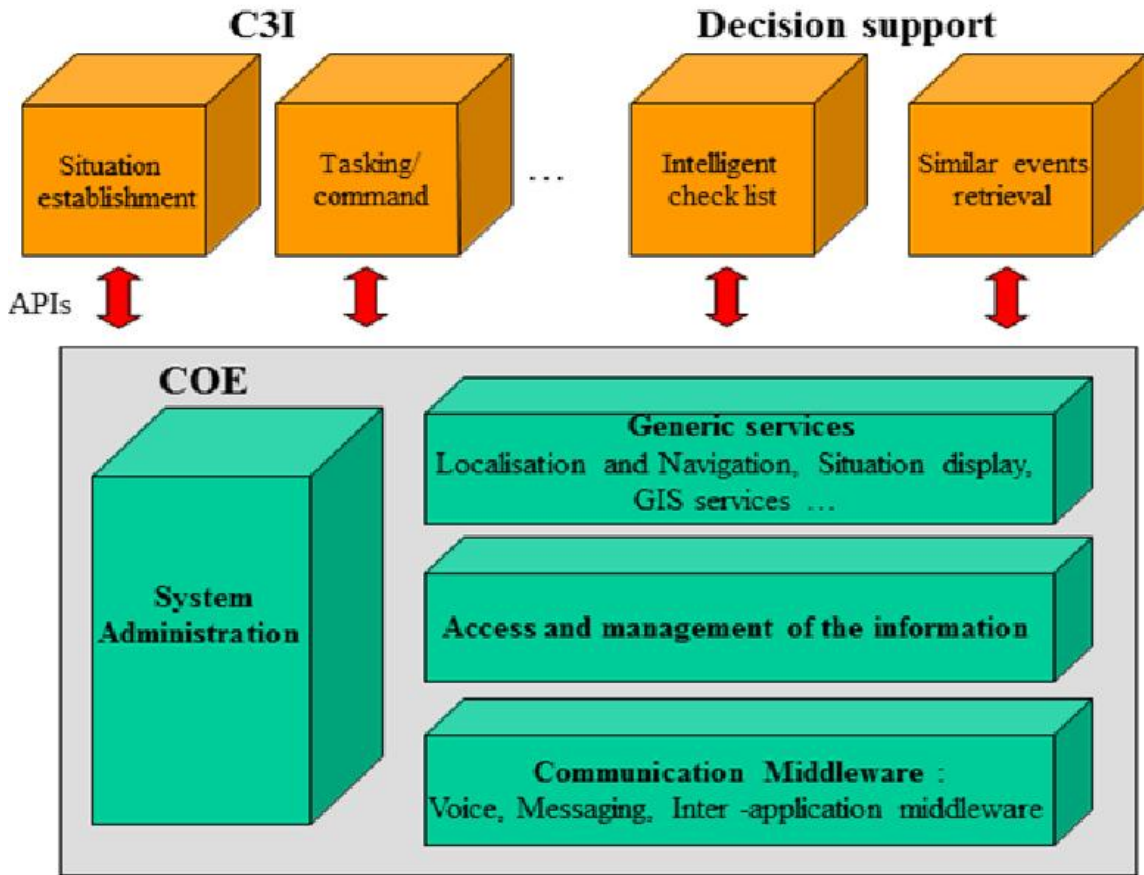 C3I
Decision support
Situation
establishment
Tasking/
command
...
Intelligent
check list
Similar events
retrieval
APIs
COE
System
Administration
Generic services
Localisation and Navigation, Situation display,
GIS services ...
Access and management of the information
Communication Middleware :
Voice, Messaging, Inter -application middleware